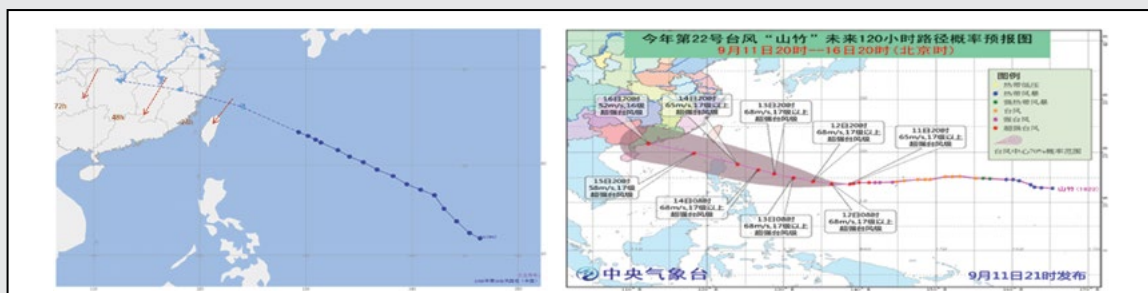 72h
48h
今年第22号台风“山竹”未来120小时路径概率预报图
9月11日20时--16日20时(北京时)
图例
热带低压
热带风暴
强热带风暴
台风
强台风
超强台风
台风中心70%概率范围
16日20时
52m/s,16级
超强台风级
14日20时
65m/s,17级以上
超强台风级
13日20时
68m/s,17级以上
超强台风级
12日20时
68m/s,17级以上
超强台风级
11日20时
65m/s,17级以上
超强台风级
15日20时
58m/s,17级
超强台风级
14日08时
68m/s,17级以上
超强台风级
13日08时
68m/s,17级以上
超强台风级
12日08时
68m/s,17级以上
超强台风级
山竹(1822)
中央气象台
9月11日21时发布